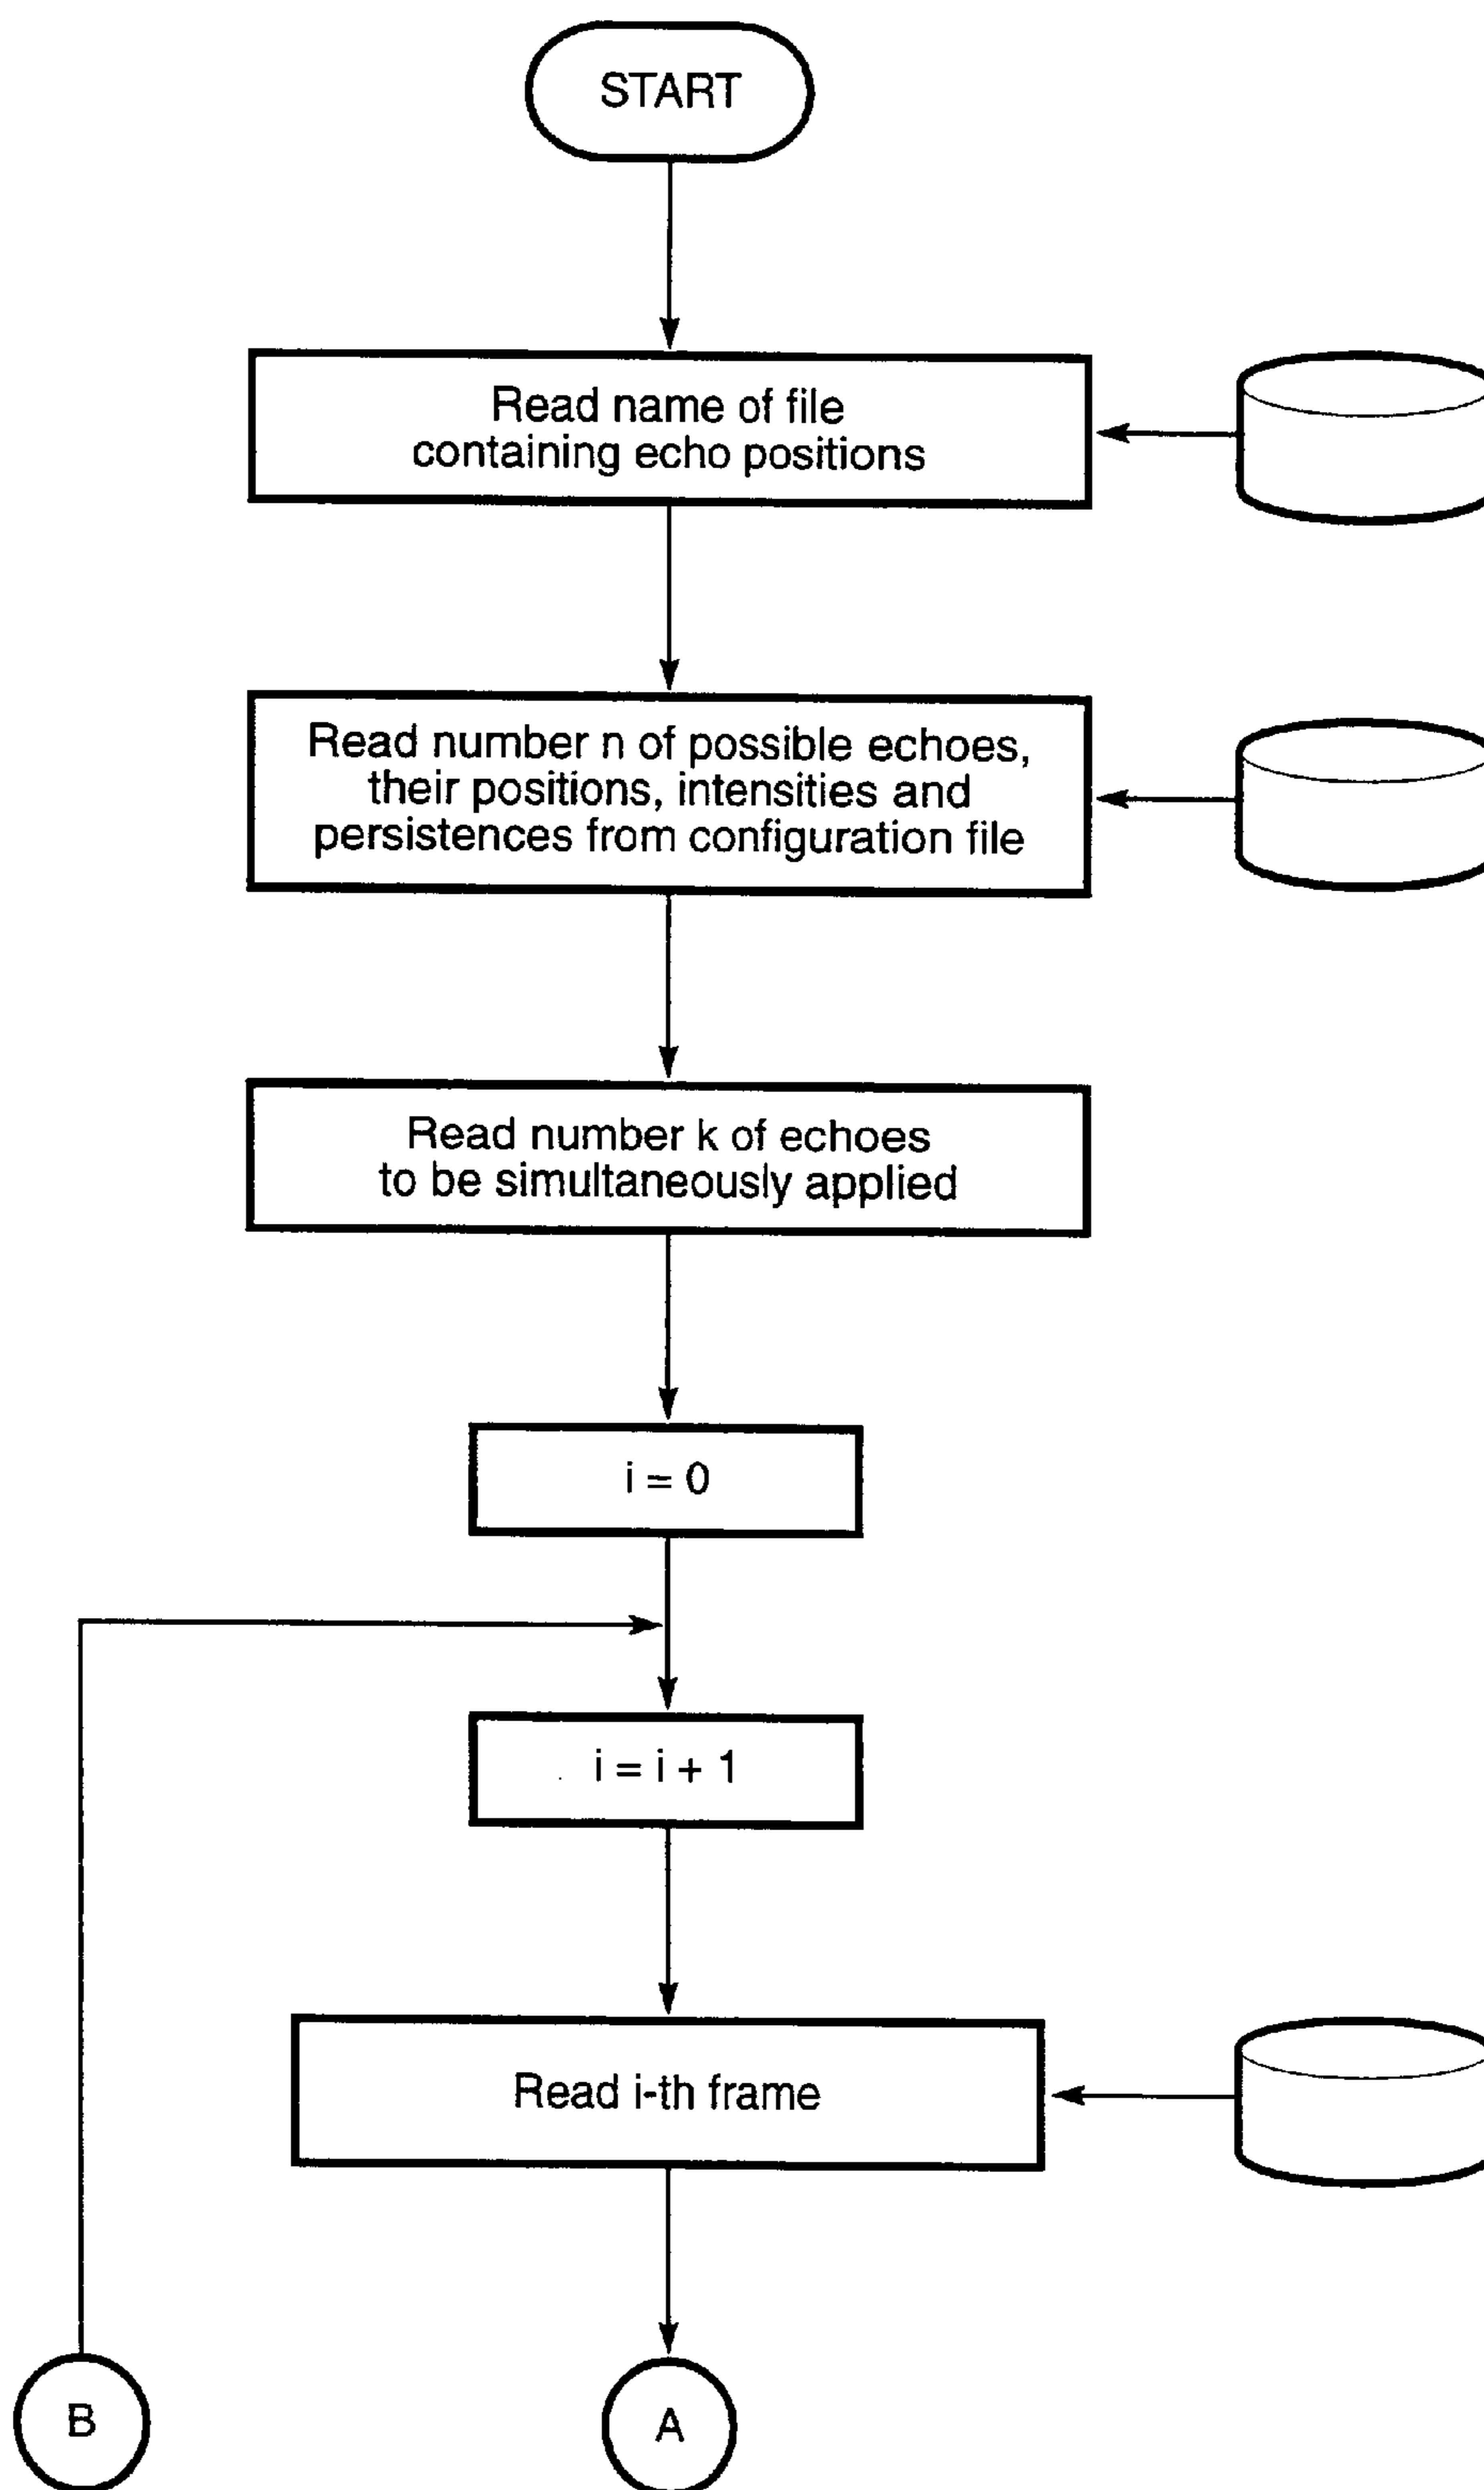 START
Read name of file
containing echo positions
Read number n of possible echoes,
their positions, intensities and
persistences from configuration file
Read number k of echoes
to be simultaneously applied
i = 0
i = i + 1
Read i-th frame
B
A